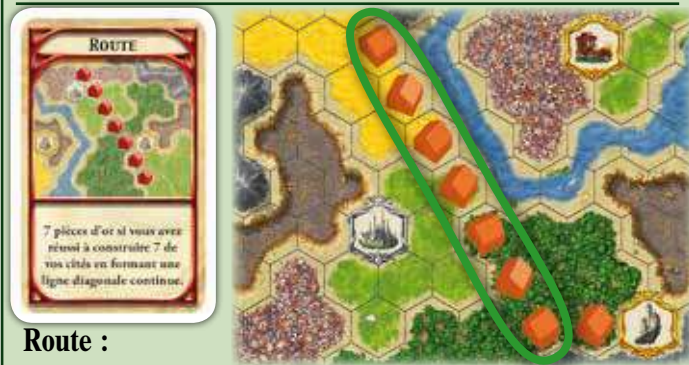 ROUTE
7 pièces d'or si vous avez
réussi à construire 7 de
vos cités en formant une
ligne diagonale continue.
Route :